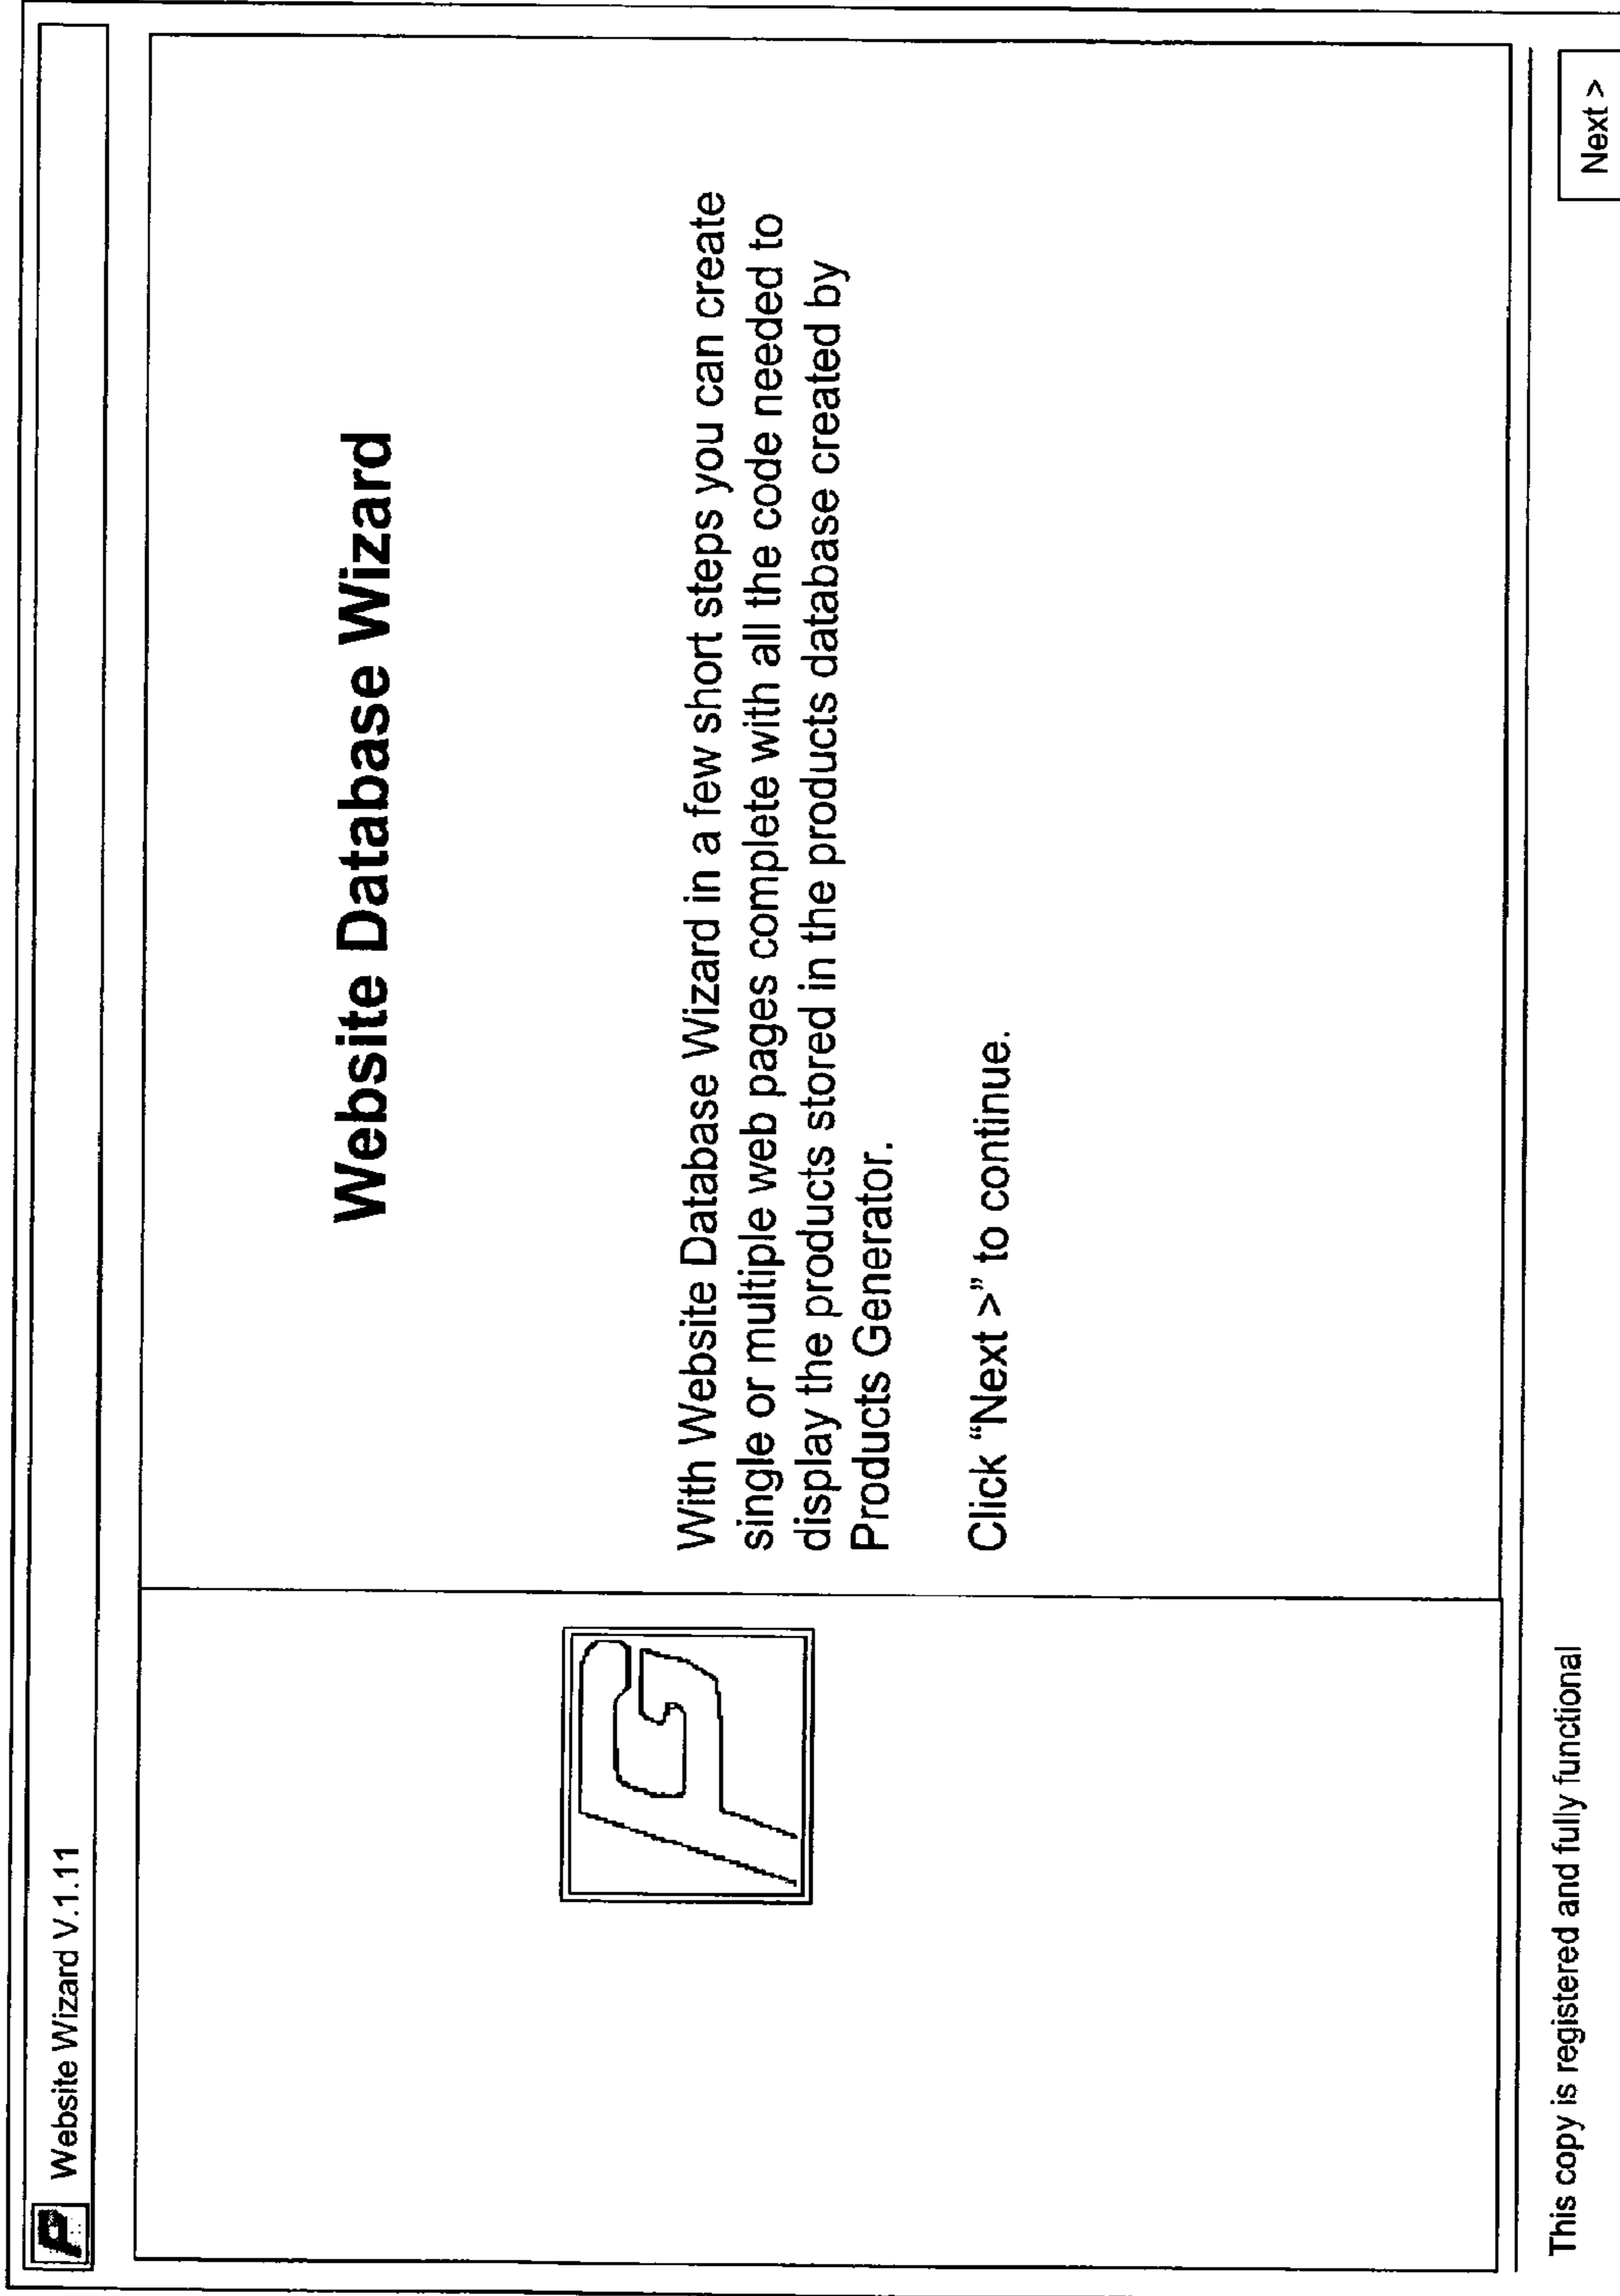 Website Wizard V.1.11
Website Database Wizard
With Website Database Wizard in a few short steps you can create
single or multiple web pages complete with all the code needed to
display the products stored in the products database created by
Products Generator.
Click “Next >” to continue.
This copy is registered and fully functional
Next >